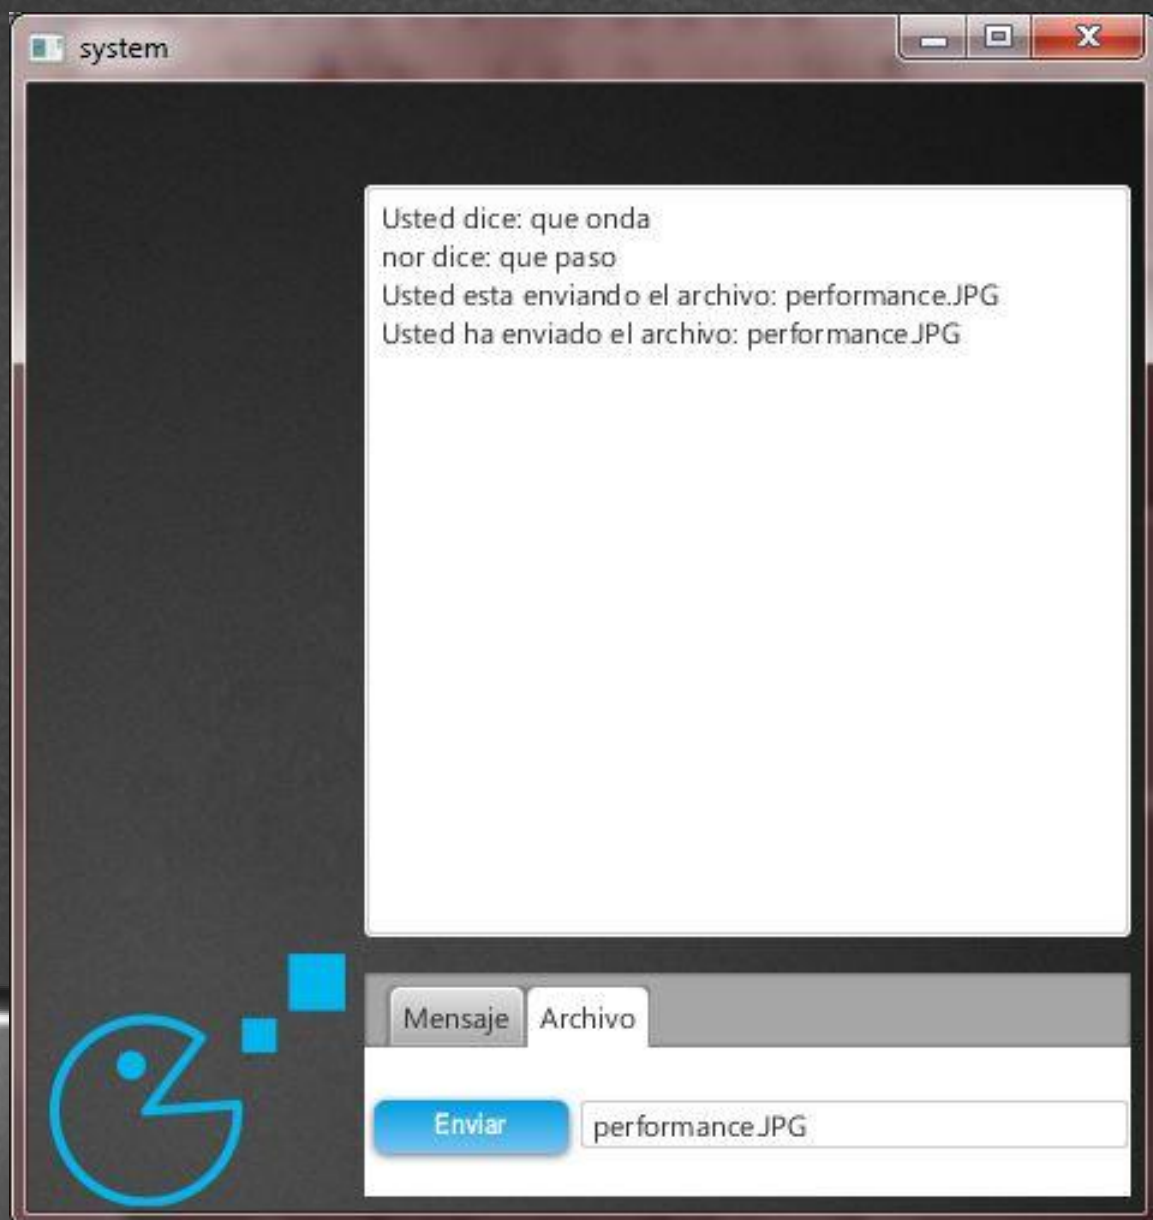 system
Usted dice: que onda
nor dice: que paso
Usted esta enviando el archivo: performance.JPG
Usted ha enviado el archivo: performance.JPG
Mensaje Archivo
Enviar performance.JPG